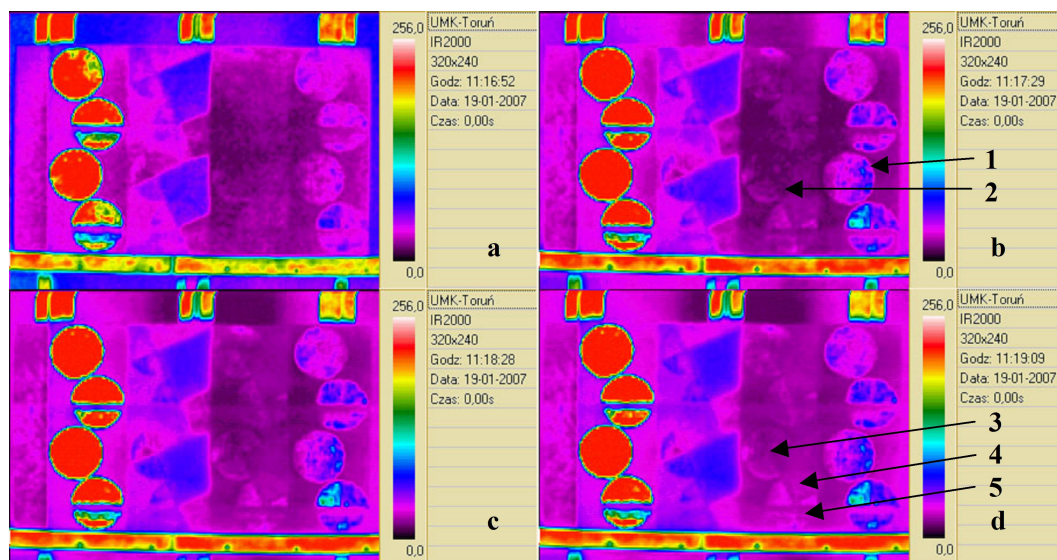 256,0
UMK-Toruń
IR2000
320x240
Godz: 11:16:52
Data: 19-01-2007
Czas: 0,00s
0,0
a
256,0
UMK-Toruń
IR2000
320x240
Godz: 11:17:29
Data: 19-01-2007
Czas: 0,00s
1
2
0,0
b
256,0
UMK-Toruń
IR2000
320x240
Godz: 11:18:28
Data: 19-01-2007
Czas: 0,00s
0,0
c
256,0
UMK-Toruń
IR2000
320x240
Godz: 11:19:09
Data: 19-01-2007
Czas: 0,00s
3
4
5
0,0
d